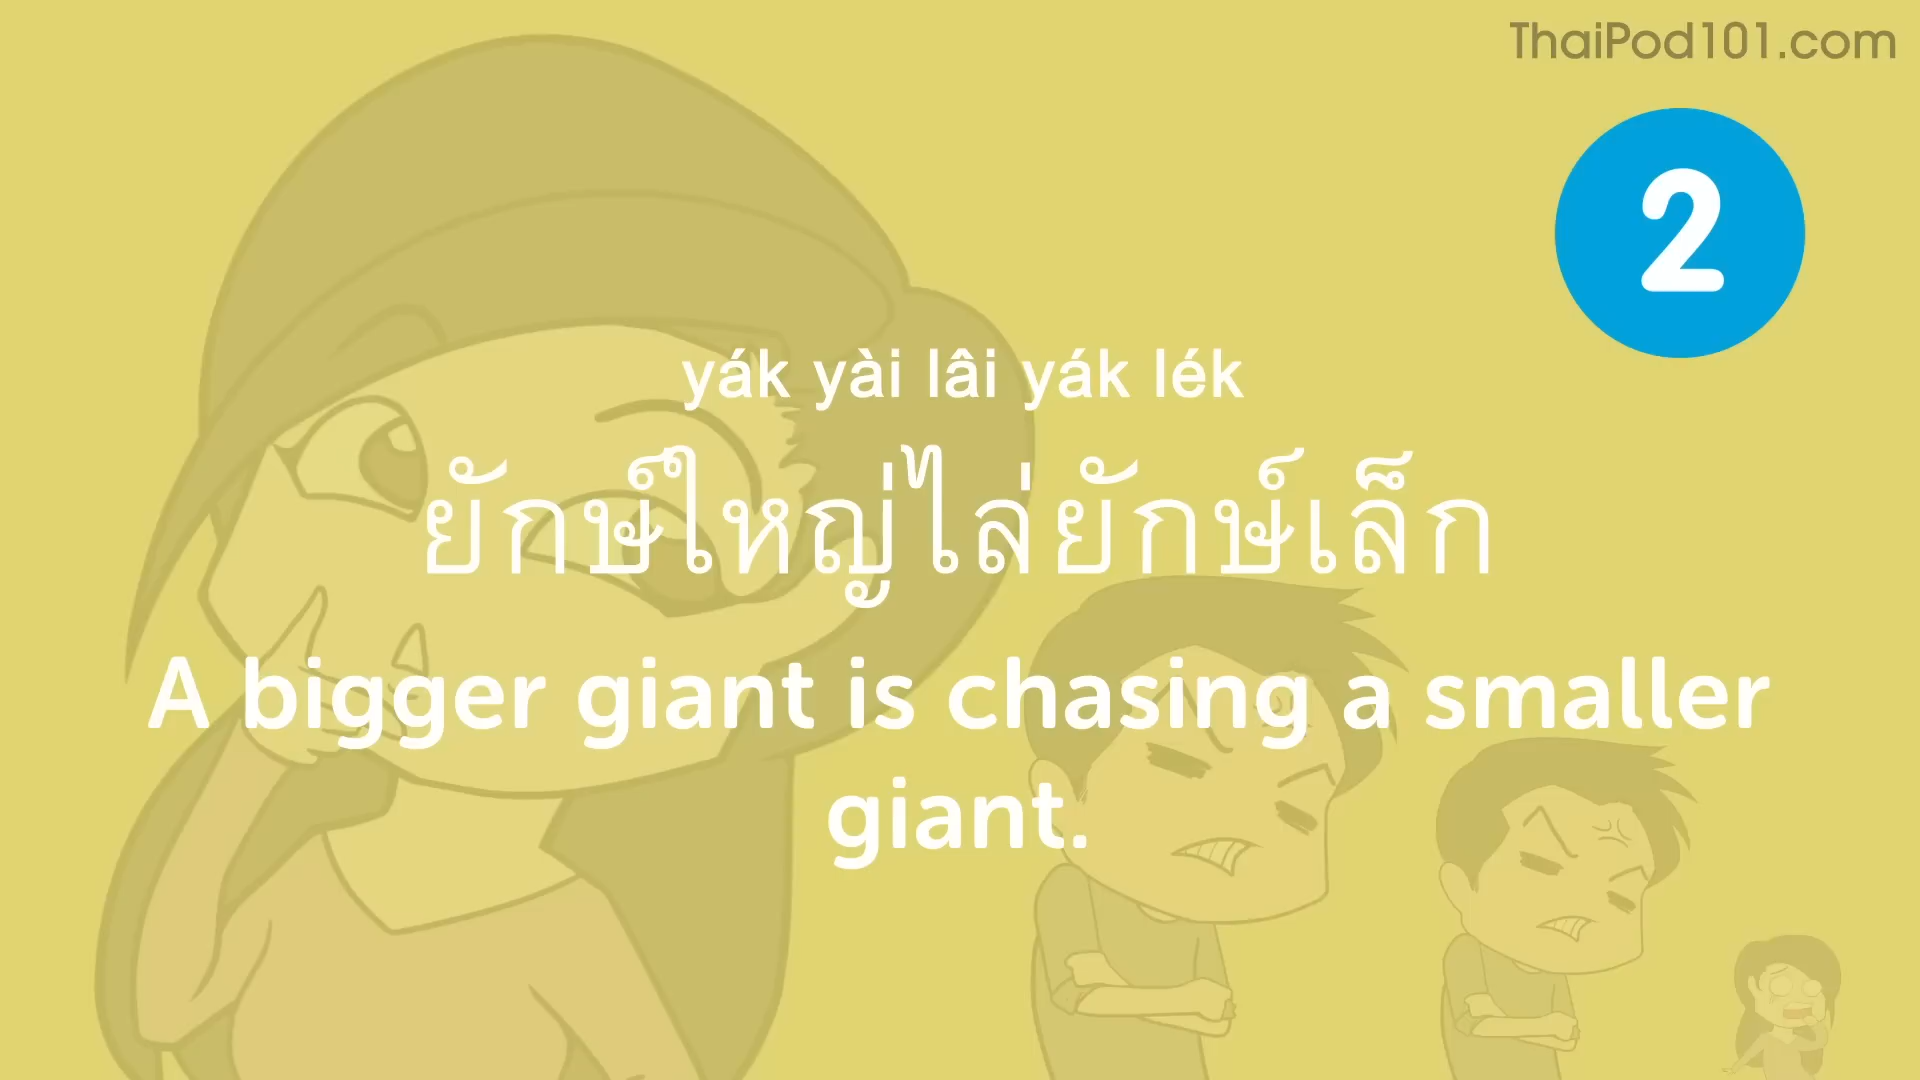 ThaiPod101.com
2
yák yài lâi yák lék
ยักษ์ใหญ่ไล่ยักษ์เล็ก
A bigger giant is chasing a smaller
giant.